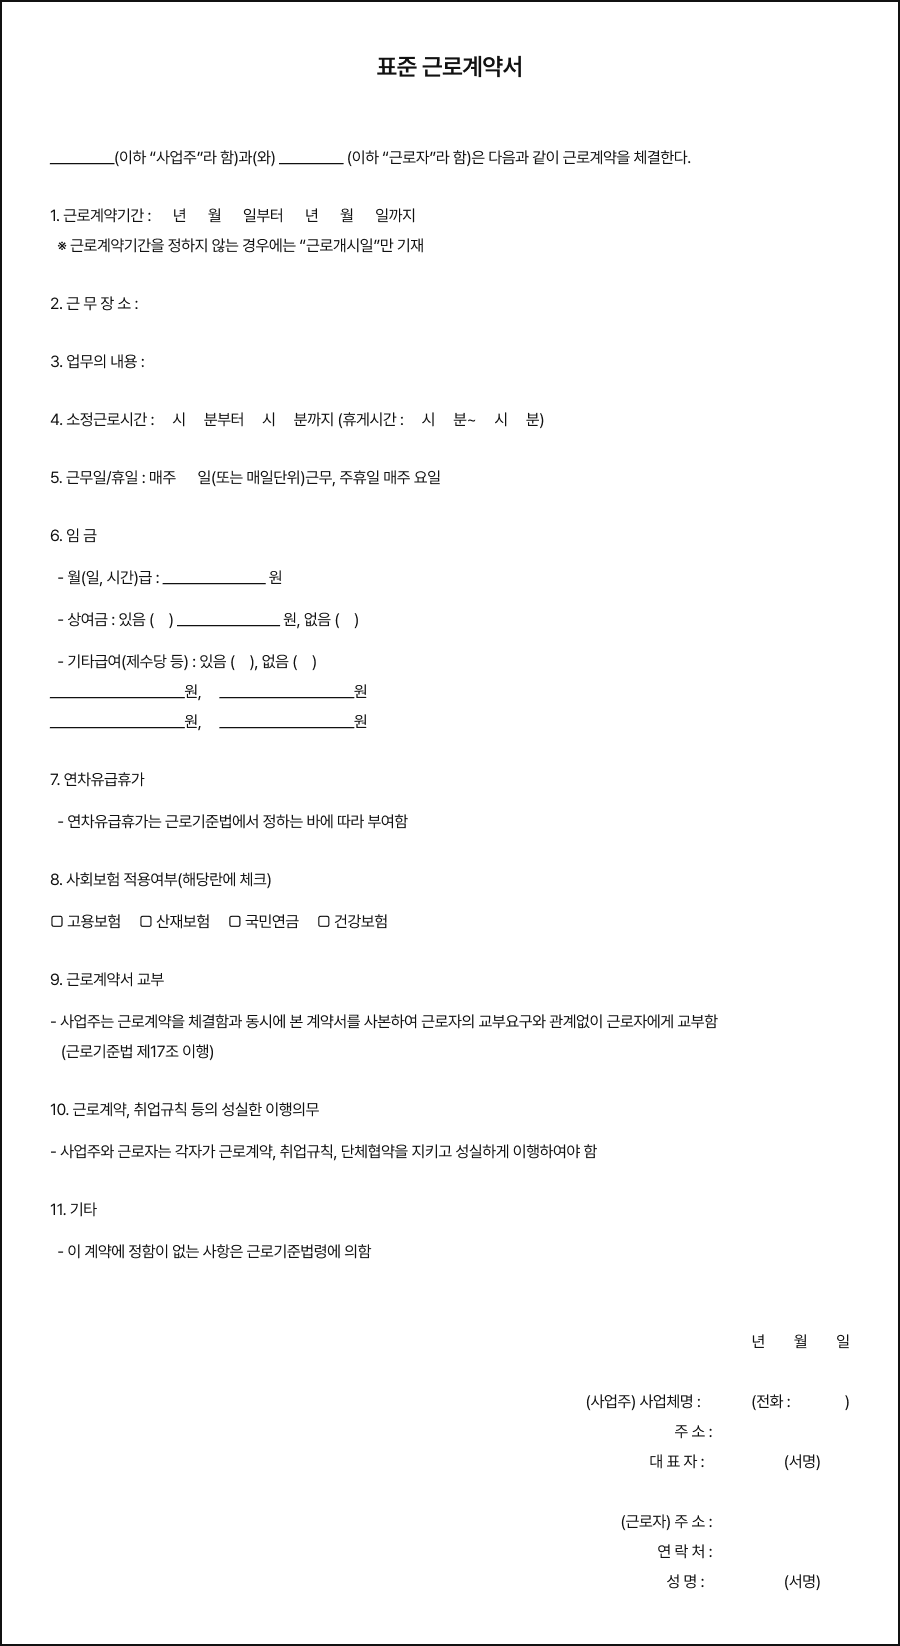 표준 근로계약서
_________(이하 “사업주”라 함)과(와) _________ (이하 “근로자”라 함)은 다음과 같이 근로계약을 체결한다.
1. 근로계약기간 : 년 월 일부터 년 월 일까지
※ 근로계약기간을 정하지 않는 경우에는 “근로개시일”만 기재
2. 근 무 장 소 :
3. 업무의 내용 :
4. 소정근로시간 : 시 분부터 시 분까지 (휴게시간 : 시 분~ 시 분)
5. 근무일/휴일 : 매주 일(또는 매일단위)근무, 주휴일 매주 요일
6. 임 금
- 월(일, 시간)급 : ______________ 원
- 상여금 : 있음 ( ) ______________ 원, 없음 ( )
- 기타급여(제수당 등) : 있음 ( ), 없음 ( )
__________________원, __________________원
__________________원, __________________원
7. 연차유급휴가
- 연차유급휴가는 근로기준법에서 정하는 바에 따라 부여함
8. 사회보험 적용여부(해당란에 체크)
▢ 고용보험 ▢ 산재보험 ▢ 국민연금 ▢ 건강보험
9. 근로계약서 교부
- 사업주는 근로계약을 체결함과 동시에 본 계약서를 사본하여 근로자의 교부요구와 관계없이 근로자에게 교부함
(근로기준법 제17조 이행)
10. 근로계약, 취업규칙 등의 성실한 이행의무
- 사업주와 근로자는 각자가 근로계약, 취업규칙, 단체협약을 지키고 성실하게 이행하여야 함
11. 기타
- 이 계약에 정함이 없는 사항은 근로기준법령에 의함
년 월 일
(사업주) 사업체명 : (전화 : )
주 소 :
대 표 자 : (서명)
(근로자) 주 소 :
연 락 처 :
성 명 : (서명)